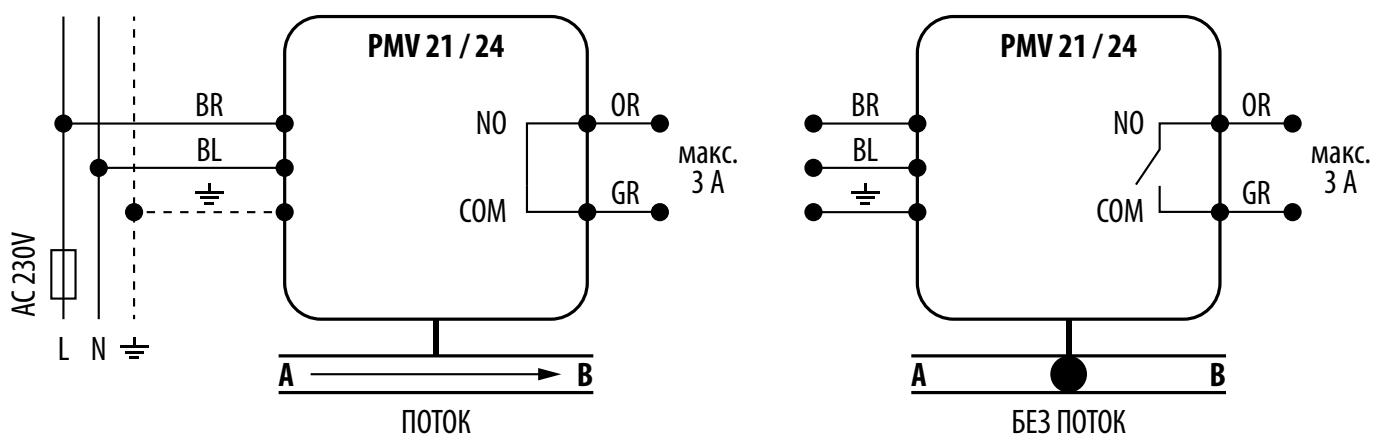 PMV 21 / 24
BR
BL
NO
COM
OR
GR
макс.
3 A
AC 230V
L
N
A
B
ПОТОК
PMV 21 / 24
BR
BL
NO
COM
OR
GR
макс.
3 A
A
B
БЕЗ ПОТОК